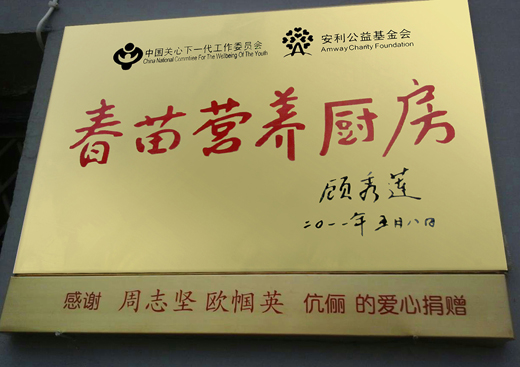 中国关心下一代工作委员会
China National Committee For The Wellbeing Of The Youth
安利公益基金会
Amway Charity Foundation
春苗营养厨房
顾秀莲
二〇一一年五月八日
感谢 周志坚 欧帼英 伉俪 的爱心捐赠